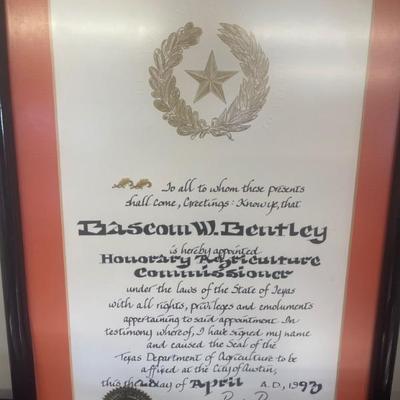 To all to whom these presents
shall come, Greetings: Know ye, that
Bascom W. Bentley
is hereby appointed
Honorary Agriculture
Commissioner
under the laws of the State of Texas
with all rights, privileges and emoluments
appertaining to said appointment. In
testimony whereof, I have signed my name
and caused the Seal of the
Texas Department of Agriculture to be
affixed at the City of Austin,
this the day of April A.D., 199